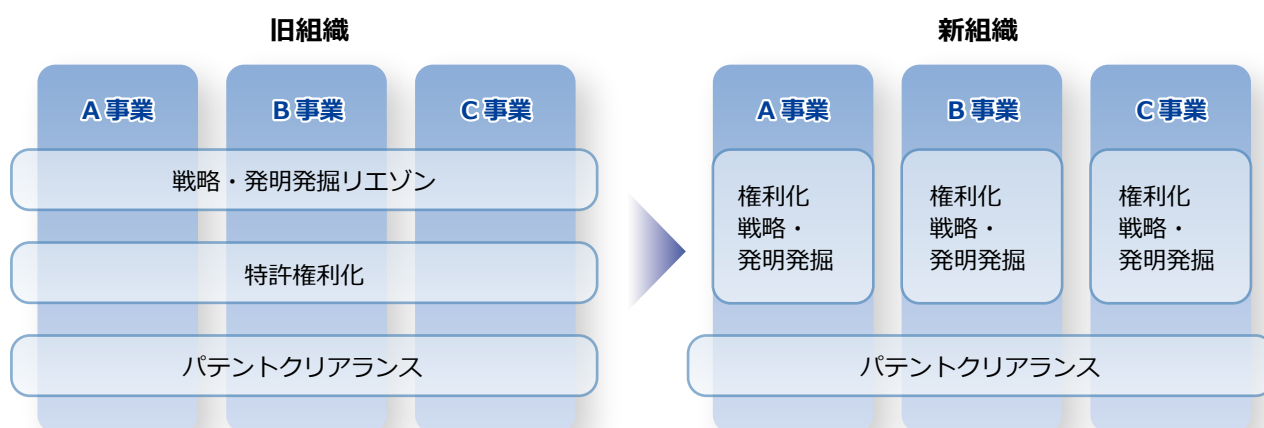 旧組織
A事業
B事業
C事業
戦略・発明発掘リエゾン
特許権利化
パテントクリアランス
新組織
A事業
B事業
C事業
権利化
戦略・
発明発掘
権利化
戦略・
発明発掘
権利化
戦略・
発明発掘
パテントクリアランス